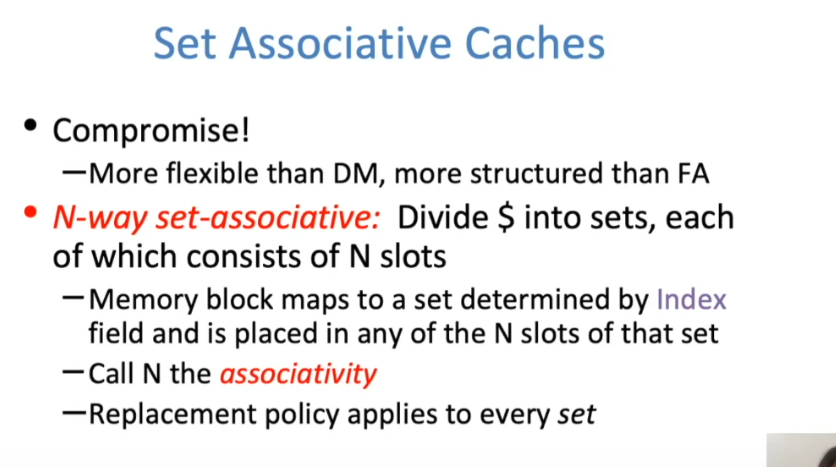 Set Associative Caches
• Compromise!
—More flexible than DM, more structured than FA
• N-way set-associative: Divide $ into sets, each
of which consists of N slots
—Memory block maps to a set determined by Index
field and is placed in any of the N slots of that set
—Call N the associativity
—Replacement policy applies to every set